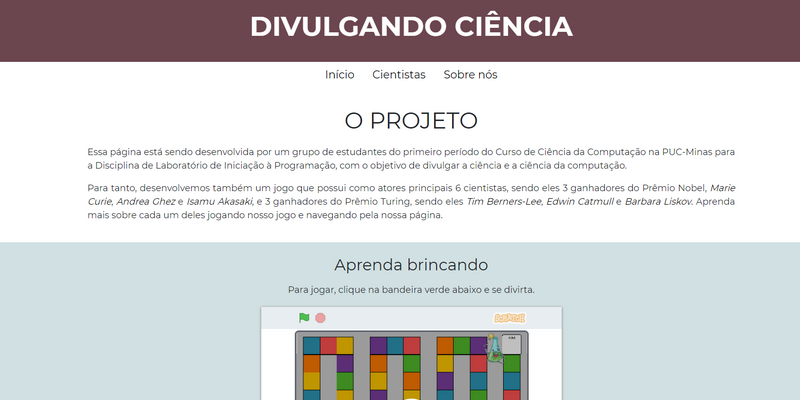 DIVULGANDO CIÊNCIA
Início Cientistas Sobre nós
O PROJETO
Essa página está sendo desenvolvida por um grupo de estudantes do primeiro período do Curso de Ciência da Computação na PUC-Minas para
a Disciplina de Laboratório de Iniciação à Programação, com o objetivo de divulgar a ciência e a ciência da computação.
Para tanto, desenvolvemos também um jogo que possui como atores principais 6 cientistas, sendo eles 3 ganhadores do Prêmio Nobel, Marie
Curie, Andrea Ghez e Isamu Akasaki, e 3 ganhadores do Prêmio Turing, sendo eles Tim Berners-Lee, Edwin Catmull e Barbara Liskov. Aprenda
mais sobre cada um deles jogando nosso jogo e navegando pela nossa página.
Aprenda brincando
Para jogar, clique na bandeira verde abaixo e se divirta.
SCRATCH